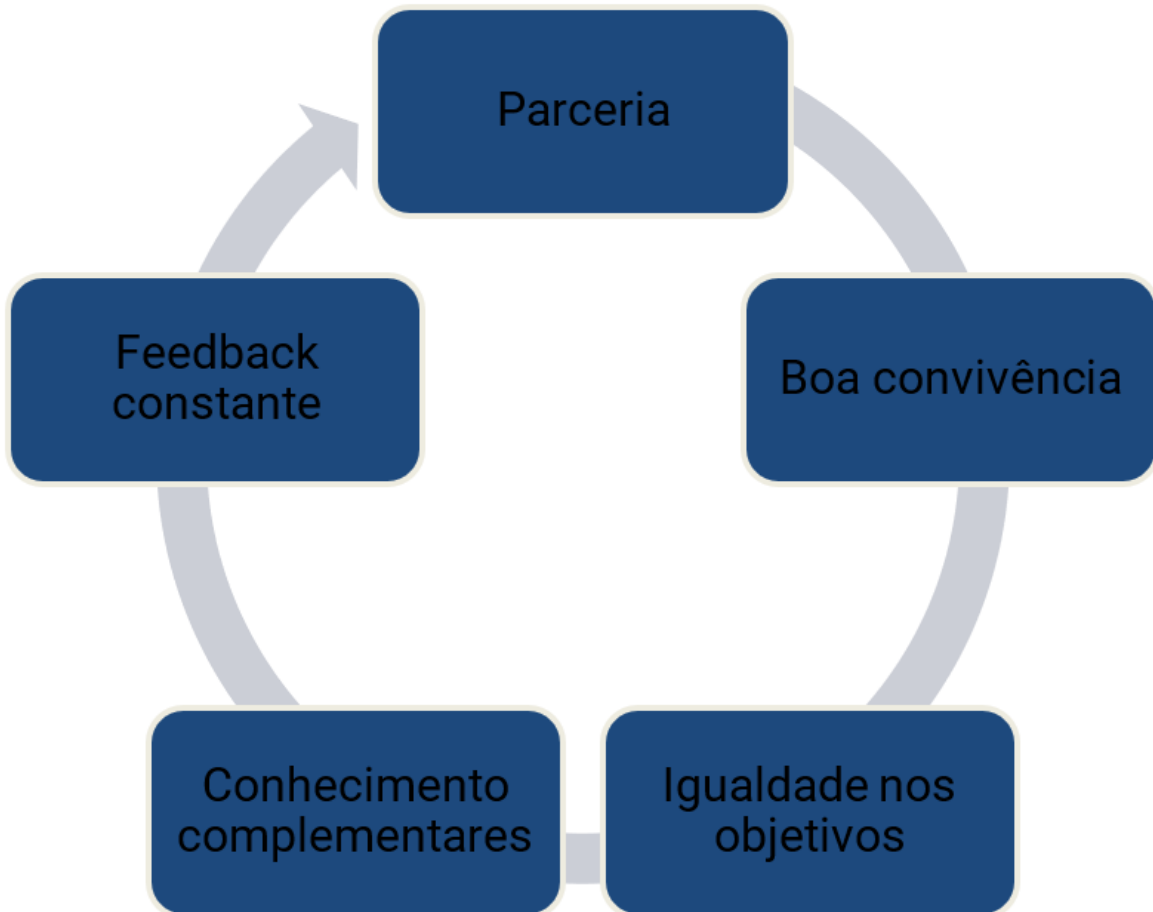 Parceria
Boa convivência
Igualdade nos
objetivos
Conhecimento
complementares
Feedback
constante